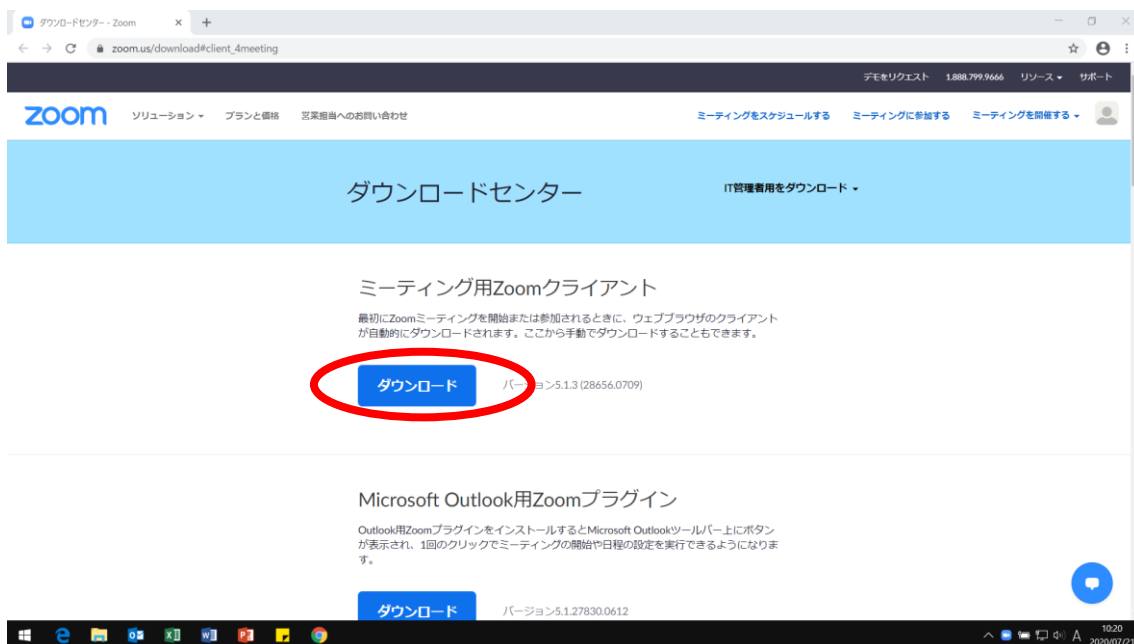 ダウンロードセンター - Zoom
zoom.us/download#client_4meeting
デモをリクエスト 1.888.799.9666 リソース サポート
zoom ソリューション プランと価格 営業担当へのお問い合わせ ミーティングをスケジュールする ミーティングに参加する ミーティングを開催する
ダウンロードセンター IT管理者用をダウンロード
ミーティング用Zoomクライアント
最初にZoomミーティングを開始または参加されるときに、ウェブブラウザのクライアント
が自動的にダウンロードされます。ここから手動でダウンロードすることもできます。
ダウンロード バージョン5.1.3 (28656.0709)
Microsoft Outlook用Zoomプラグイン
Outlook用ZoomプラグインをインストールするとMicrosoft Outlookツールバー上にボタン
が表示され、1回のクリックでミーティングの開始や日程の設定を実行できるようになりま
す。
ダウンロード バージョン5.1.27830.0612
A 10:20
2020/07/21